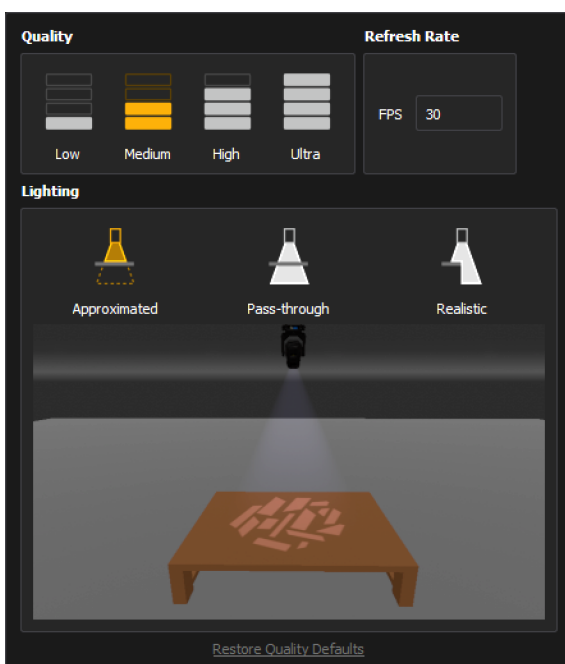 Quality
Refresh Rate
Low
Medium
High
Ultra
FPS
30
Lighting
Approximated
Pass-through
Realistic
Restore Quality Defaults